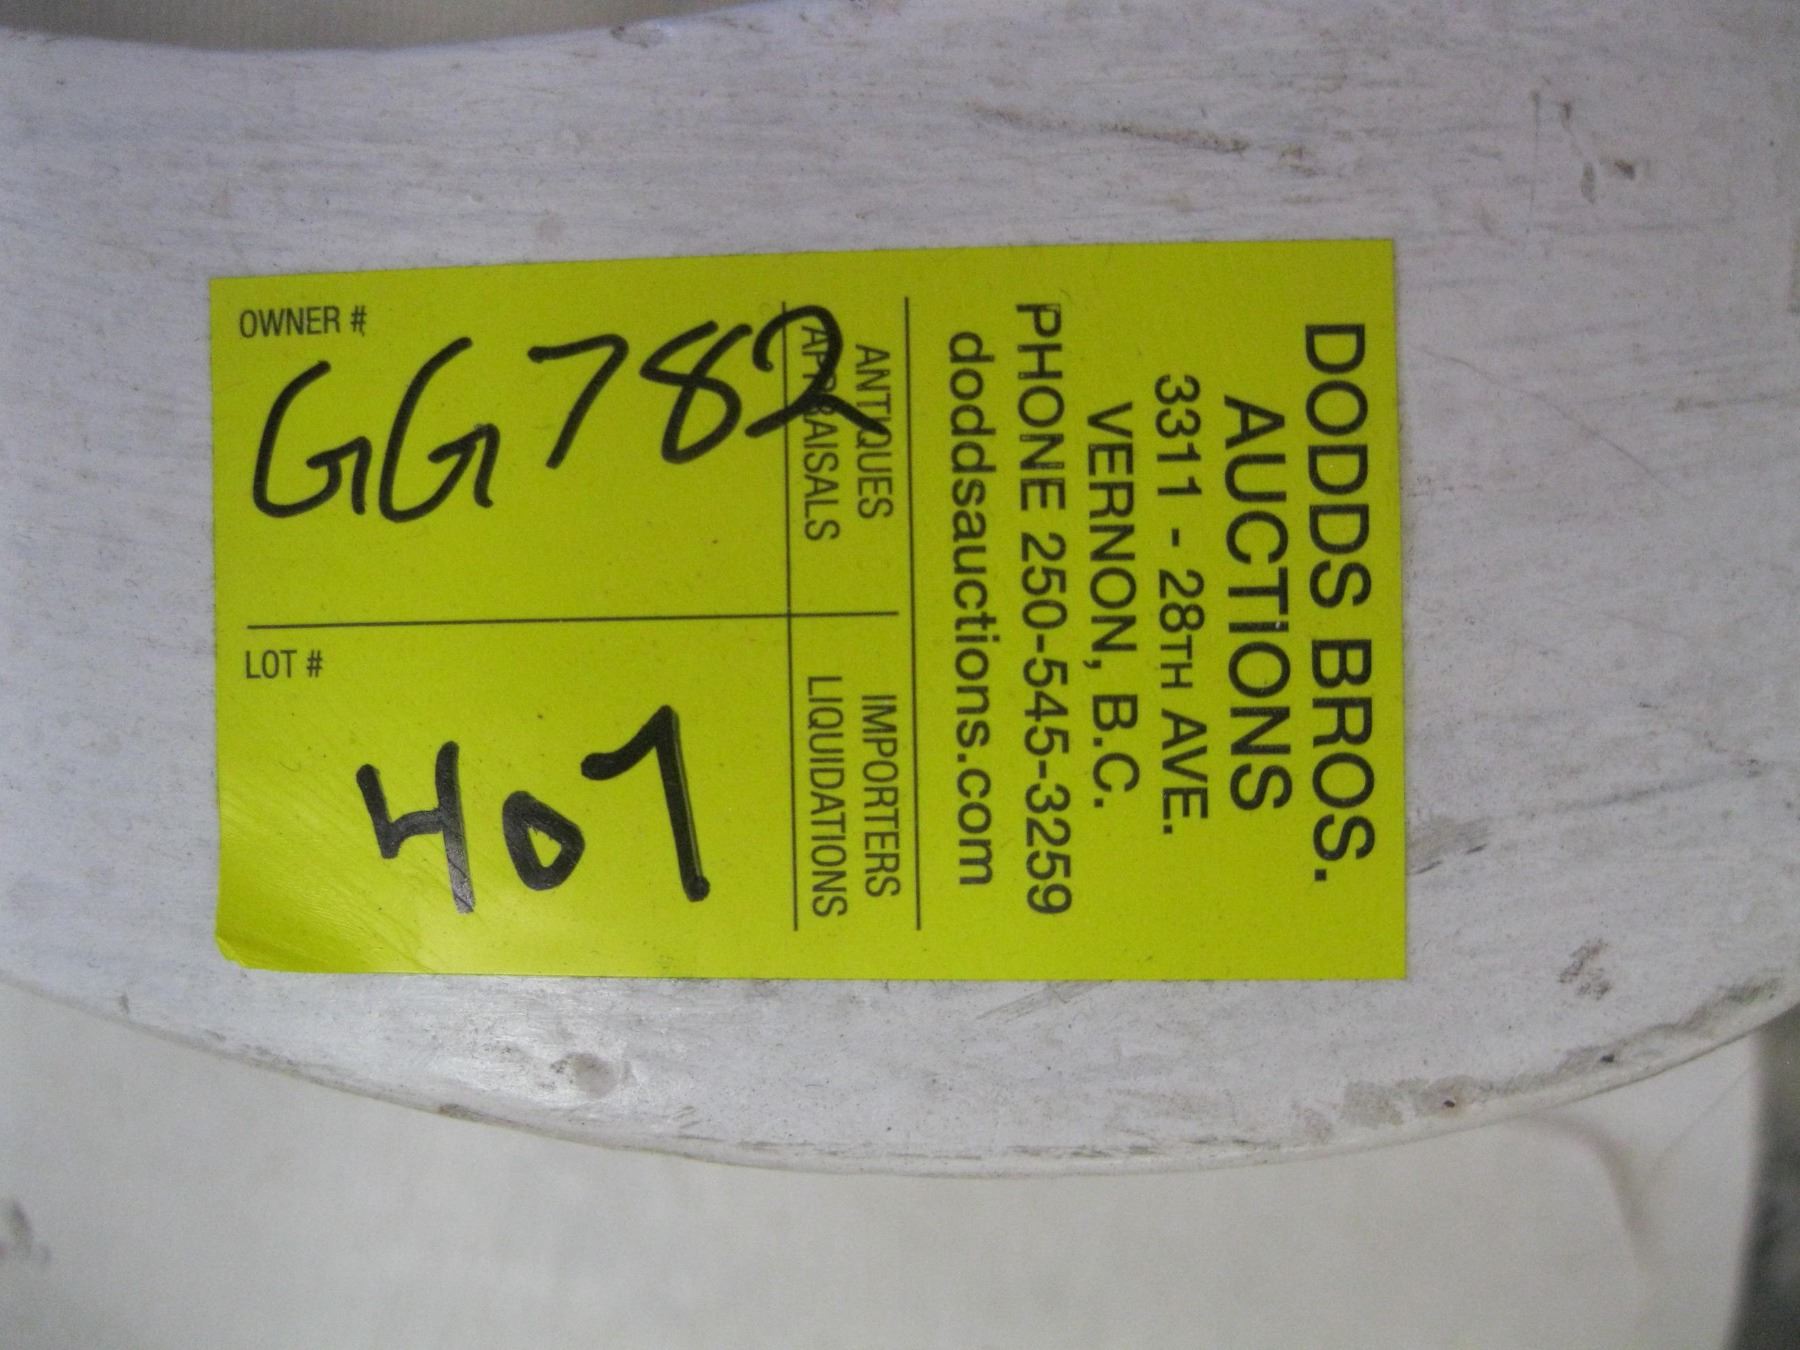 DODDS BROS.
AUCTIONS
3311 - 28TH AVE.
VERNON, B.C.
PHONE 250-545-3259
doddsauctions.com
ANTIQUES IMPORTERS
APPRAISALS LIQUIDATIONS
OWNER #
GG782
LOT #
407